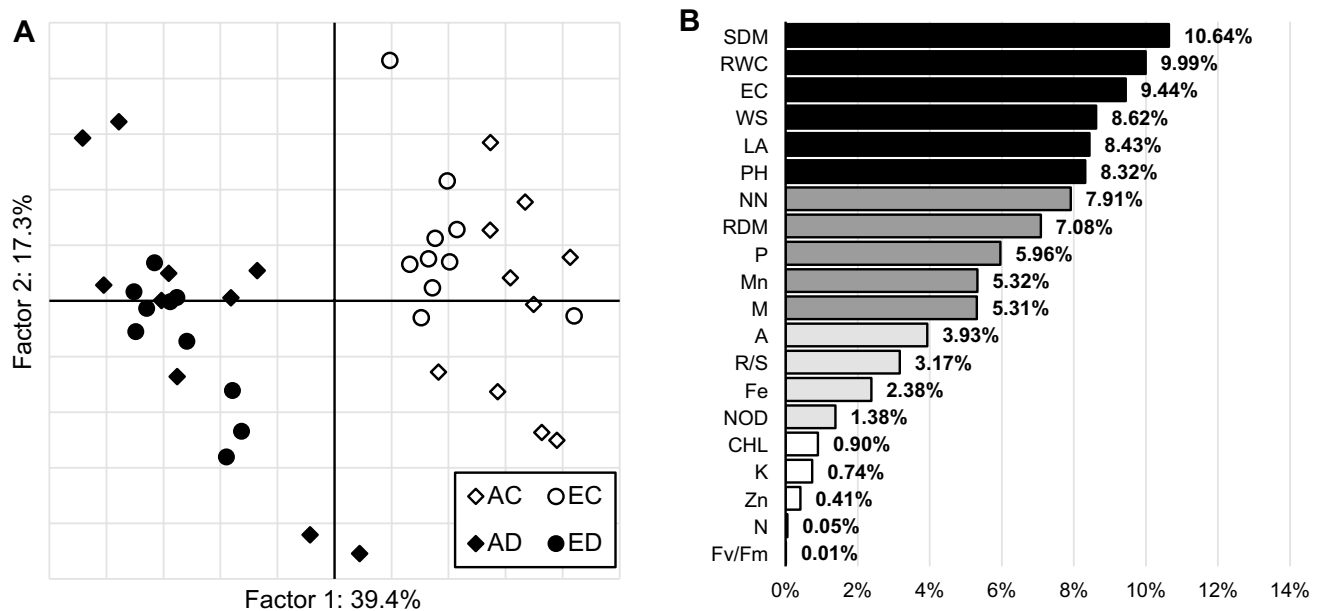 A
Factor 2: 17.3%
AC EC
AD ED
Factor 1: 39.4%
B
SDM 10.64%
RWC 9.99%
EC 9.44%
WS 8.62%
LA 8.43%
PH 8.32%
NN 7.91%
RDM 7.08%
P 5.96%
Mn 5.32%
M 5.31%
A 3.93%
R/S 3.17%
Fe 2.38%
NOD 1.38%
CHL 0.90%
K 0.74%
Zn 0.41%
N 0.05%
Fv/Fm 0.01%
0% 2% 4% 6% 8% 10% 12% 14%